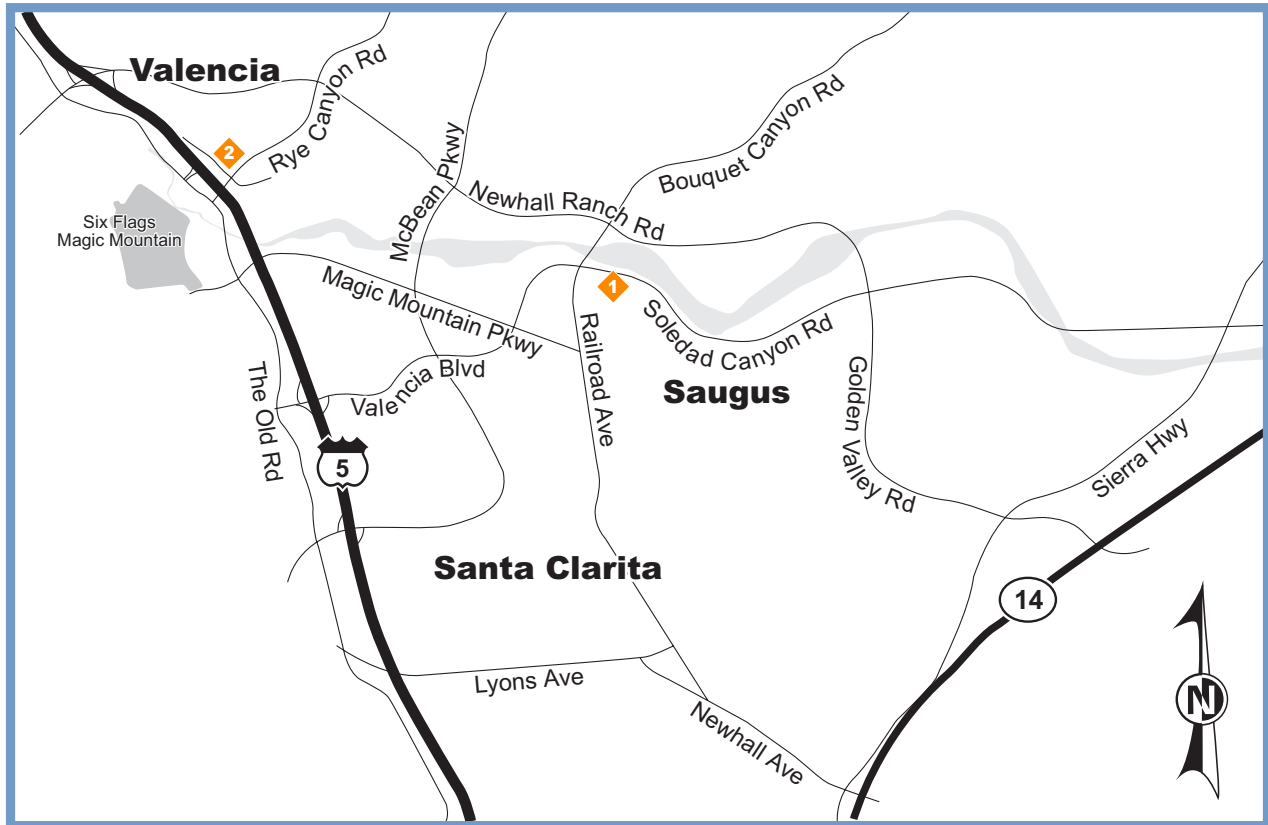 Valencia
Rye Canyon Rd
2
McBean Pkwy
Bouquet Canyon Rd
Newhall Ranch Rd
Six Flags
Magic Mountain
Magic Mountain Pkwy
1
Soledad Canyon Rd
Railroad Ave
Valencia Blvd
The Old Rd
Saugus
Golden Valley Rd
Sierra Hwy
5
Santa Clarita
14
Lyons Ave
Newhall Ave
N